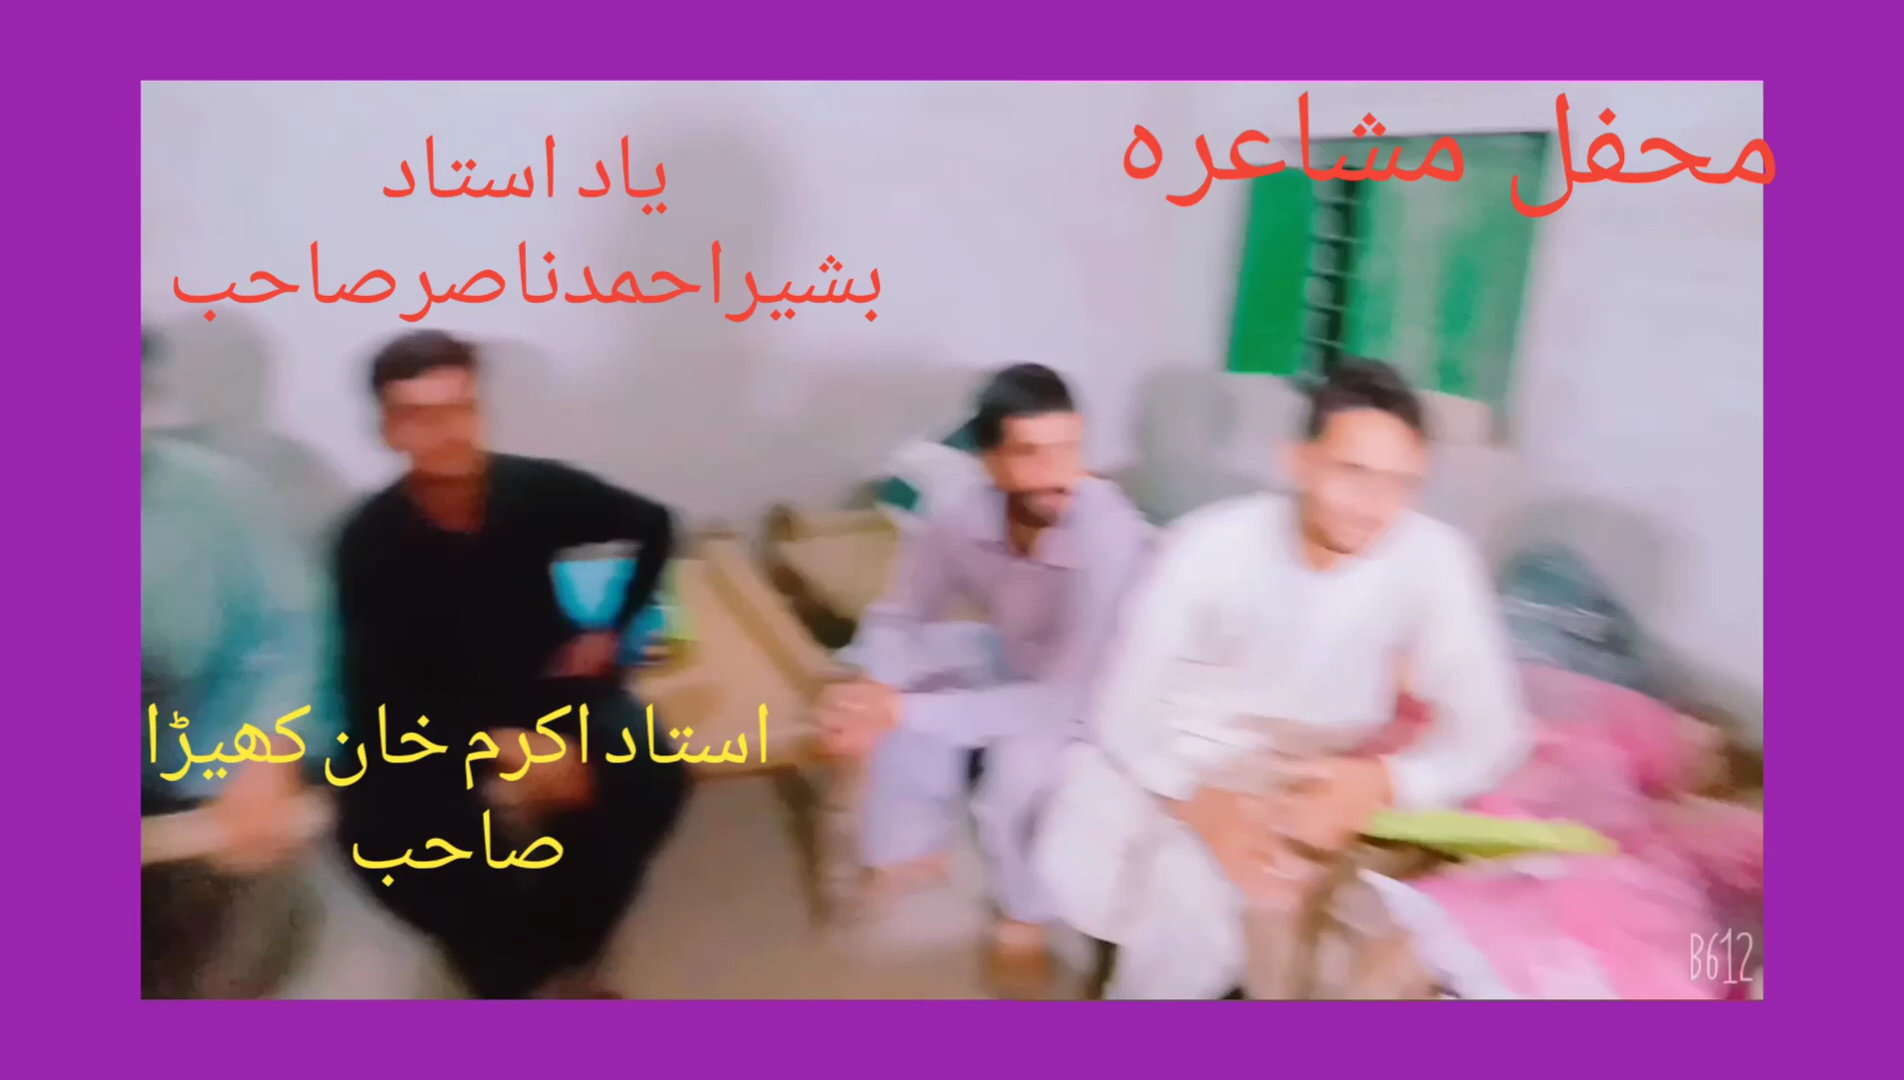 محفل مشاعرہ
یاد استاد
بشیراحمدناصرصاحب
استاداکرم خان کھیڑا
صاحب
B612